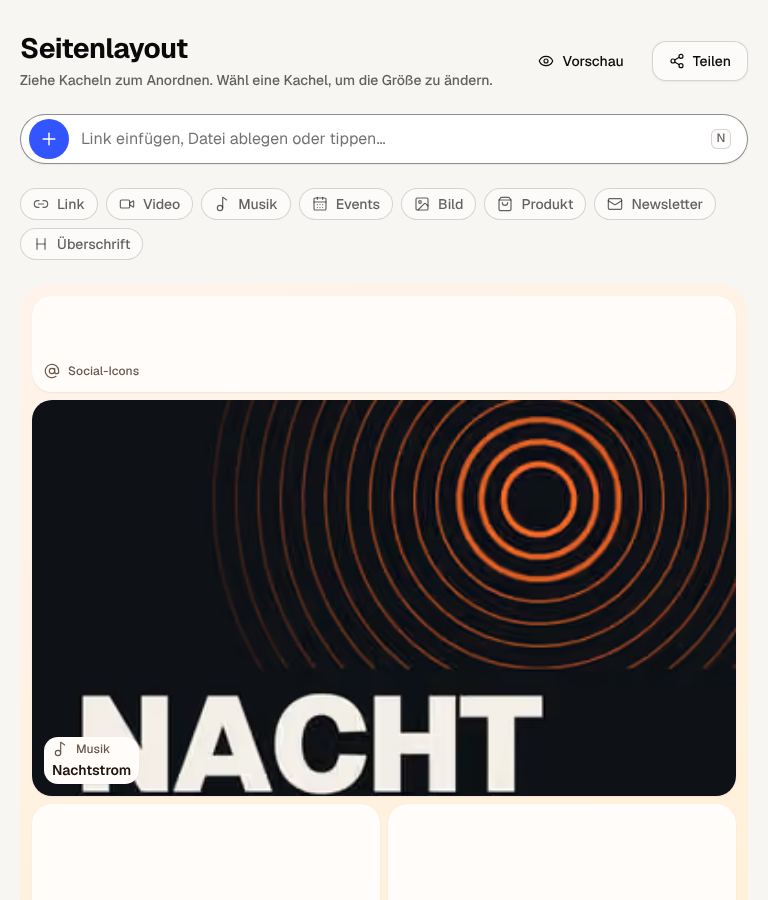 Seitenlayout
Ziehe Kacheln zum Anordnen. Wähl eine Kachel, um die Größe zu ändern.
Vorschau
Teilen
Link einfügen, Datei ablegen oder tippen...
N
Link
Video
Musik
Events
Bild
Produkt
Newsletter
Überschrift
Social-Icons
NACHT
Musik
Nachtstrom